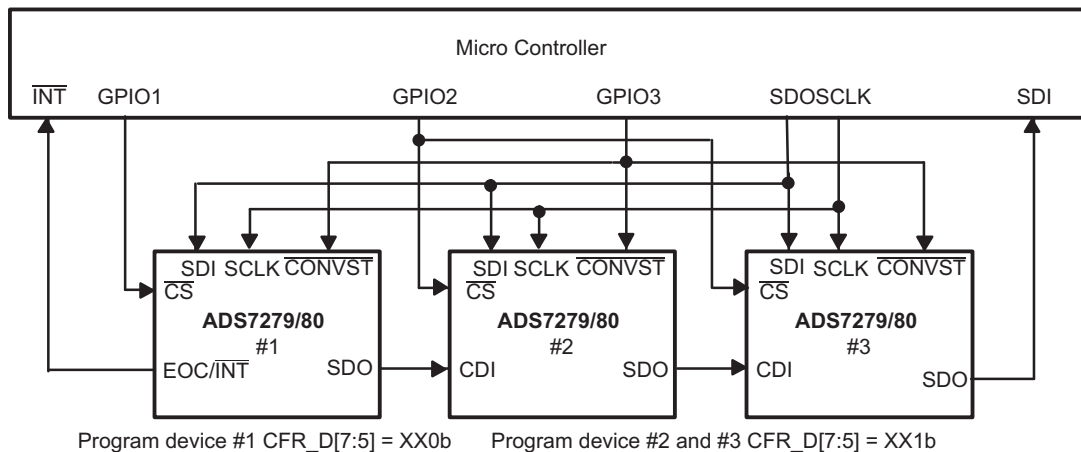 Micro Controller
INT GPIO1 GPIO2 GPIO3 SDOSCLK SDI
SDI SCLK CONVST SDI SCLK CONVST SDI SCLK CONVST
CS CS CS
ADS7279/80 ADS7279/80 ADS7279/80
#1 #2 #3
EOC/INT SDO CDI SDO CDI SDO
Program device #1 CFR_D[7:5] = XX0b Program device #2 and #3 CFR_D[7:5] = XX1b